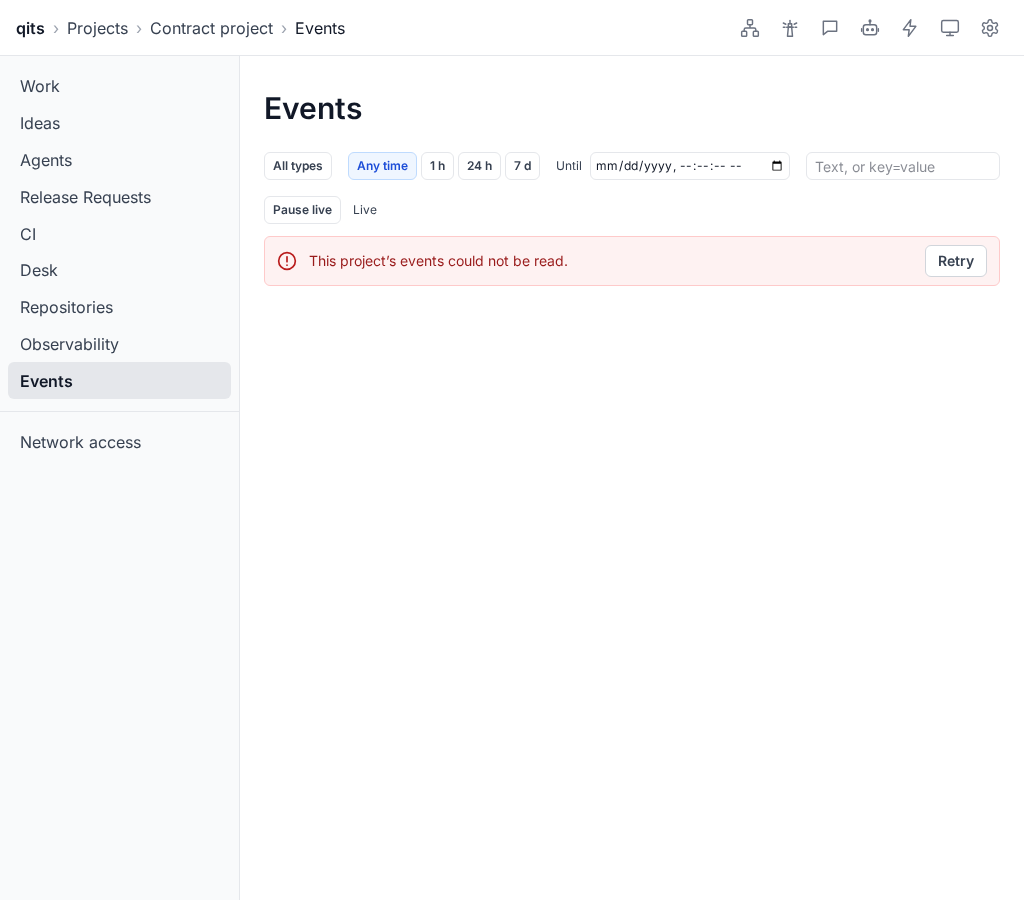 qits › Projects › Contract project › Events
Work
Ideas
Agents
Release Requests
CI
Desk
Repositories
Observability
Events
Network access
Events
All types Any time 1 h 24 h 7 d Until mm/dd/yyyy, --:--:-- -- Text, or key=value
Pause live Live
This project’s events could not be read. Retry